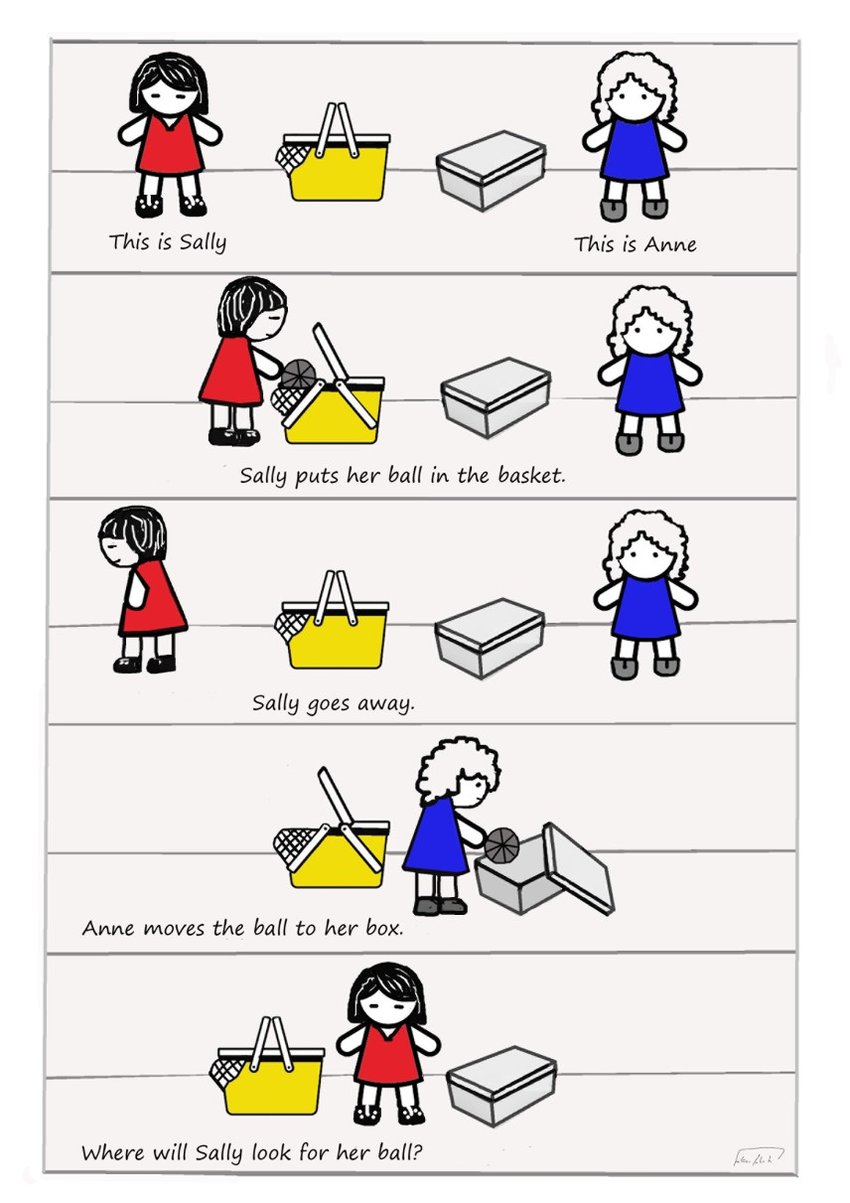 This is Sally
This is Anne
Sally puts her ball in the basket.
Sally goes away.
Anne moves the ball to her box.
Where will Sally look for her ball?